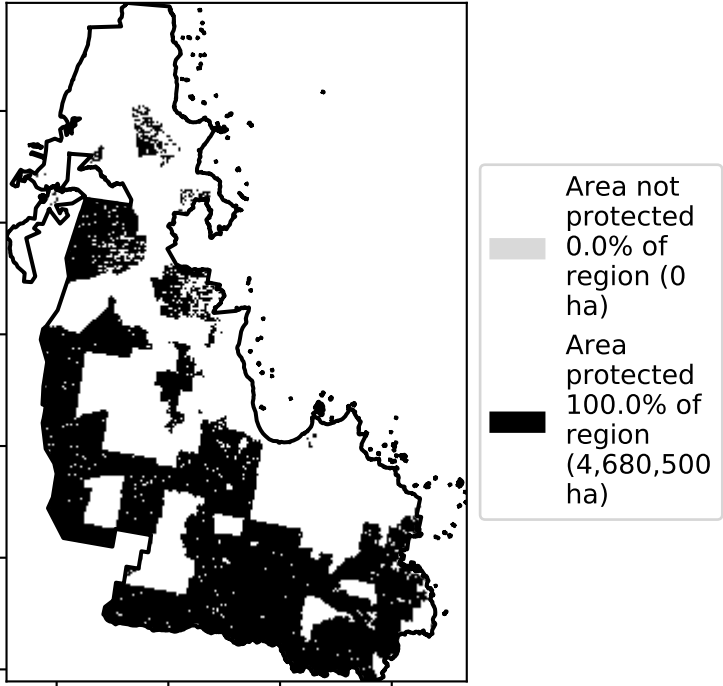 Area not
protected
0.0% of
region (0
ha)
Area
protected
100.0% of
region
(4,680,500
ha)